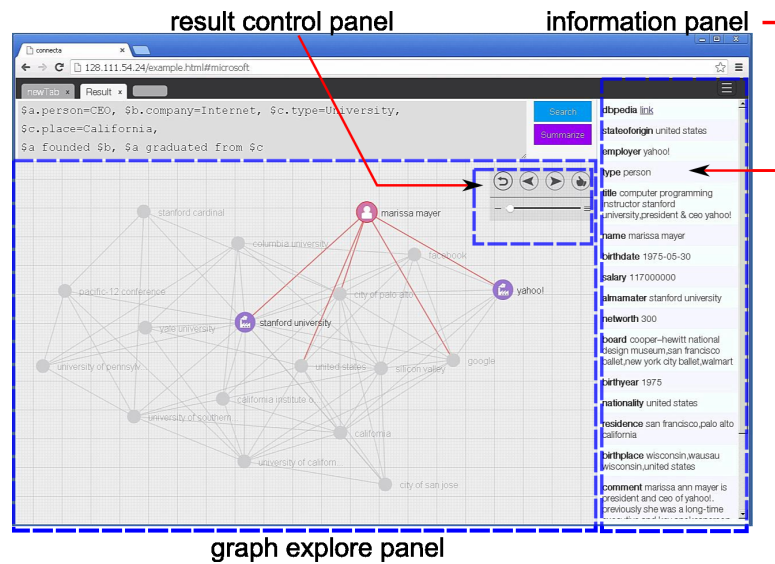 result control panel
information panel
connecta
128.111.54.24/example.html#microsoft
newTab x
Result x
$a.person=CEO, $b.company=Internet, $c.type=University,
$c.place=California,
$a founded $b, $a graduated from $c
Search
Summarize
stanford cardinal
marissa mayer
columbia university
facebook
pacific-12 conference
city of palo alto
yahoo!
yale university
stanford university
university of pennsylv
united states
silicon valley
google
california institute o
university of southern
california
university of californ
city of san jose
dbpedia link
stateoforigin united states
employer yahoo!
type person
title computer programming
instructor stanford
university,president & ceo yahoo!
name marissa mayer
birthdate 1975-05-30
salary 117000000
almamater stanford university
networth 300
board cooper-hewitt national
design museum,san francisco
ballet,new york city ballet,walmart
birthyear 1975
nationality united states
residence san francisco,palo alto
california
birthplace wisconsin,wausau
wisconsin,united states
comment marissa ann mayer is
president and ceo of yahoo!.
previously she was a long-time
graph explore panel